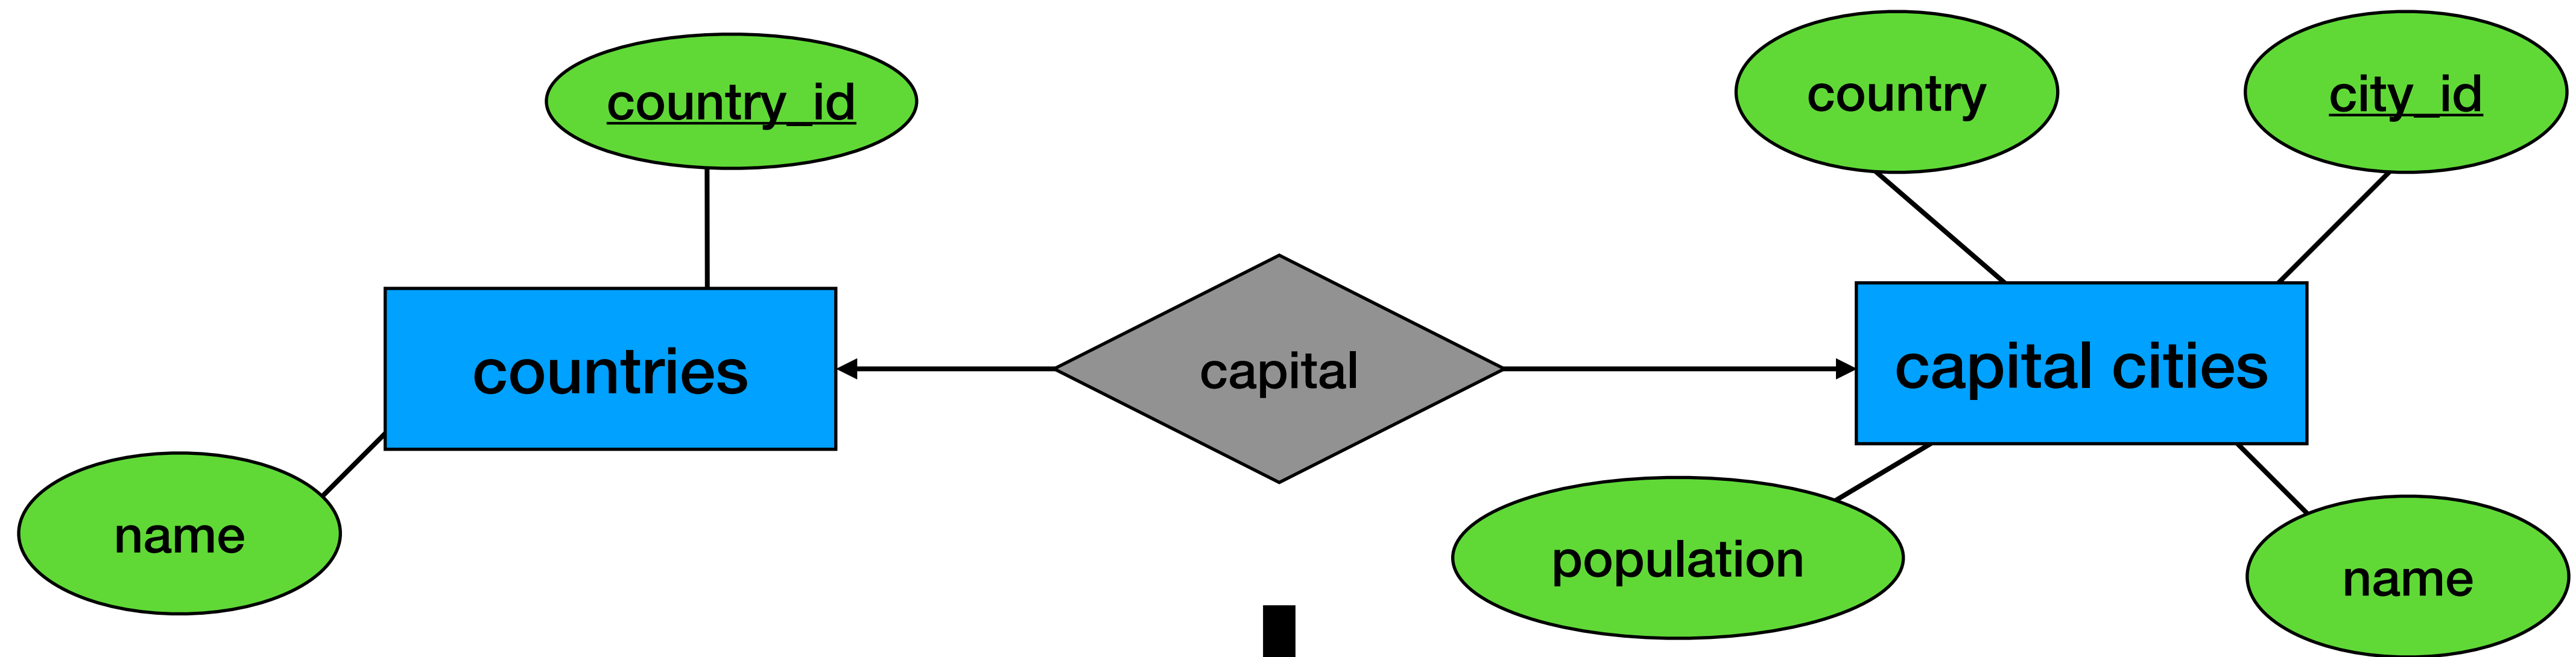 country_id
country
city_id
countries
capital
capital cities
name
population
name